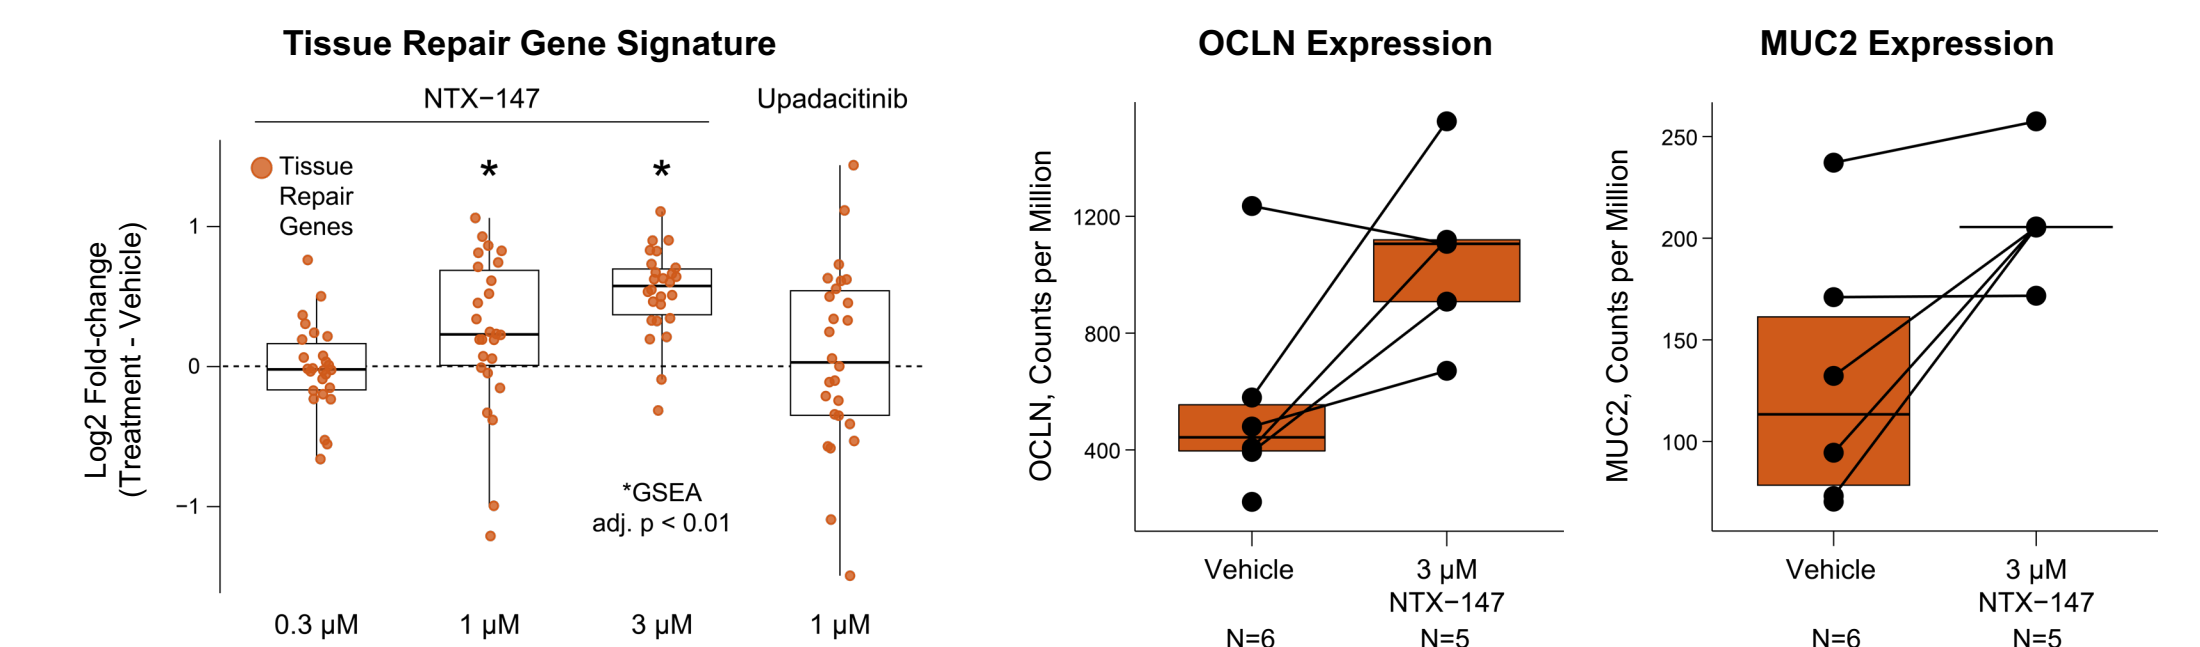 Tissue Repair Gene Signature
NTX−147
Upadacitinib
Tissue
Repair
Genes
*
*
Log2 Fold-change
(Treatment - Vehicle)
1
0
−1
*GSEA
adj. p < 0.01
0.3 µM
1 µM
3 µM
1 µM
OCLN Expression
OCLN, Counts per Million
1200
800
400
Vehicle
3 µM
NTX−147
N=6
N=5
MUC2 Expression
MUC2, Counts per Million
250
200
150
100
Vehicle
3 µM
NTX−147
N=6
N=5